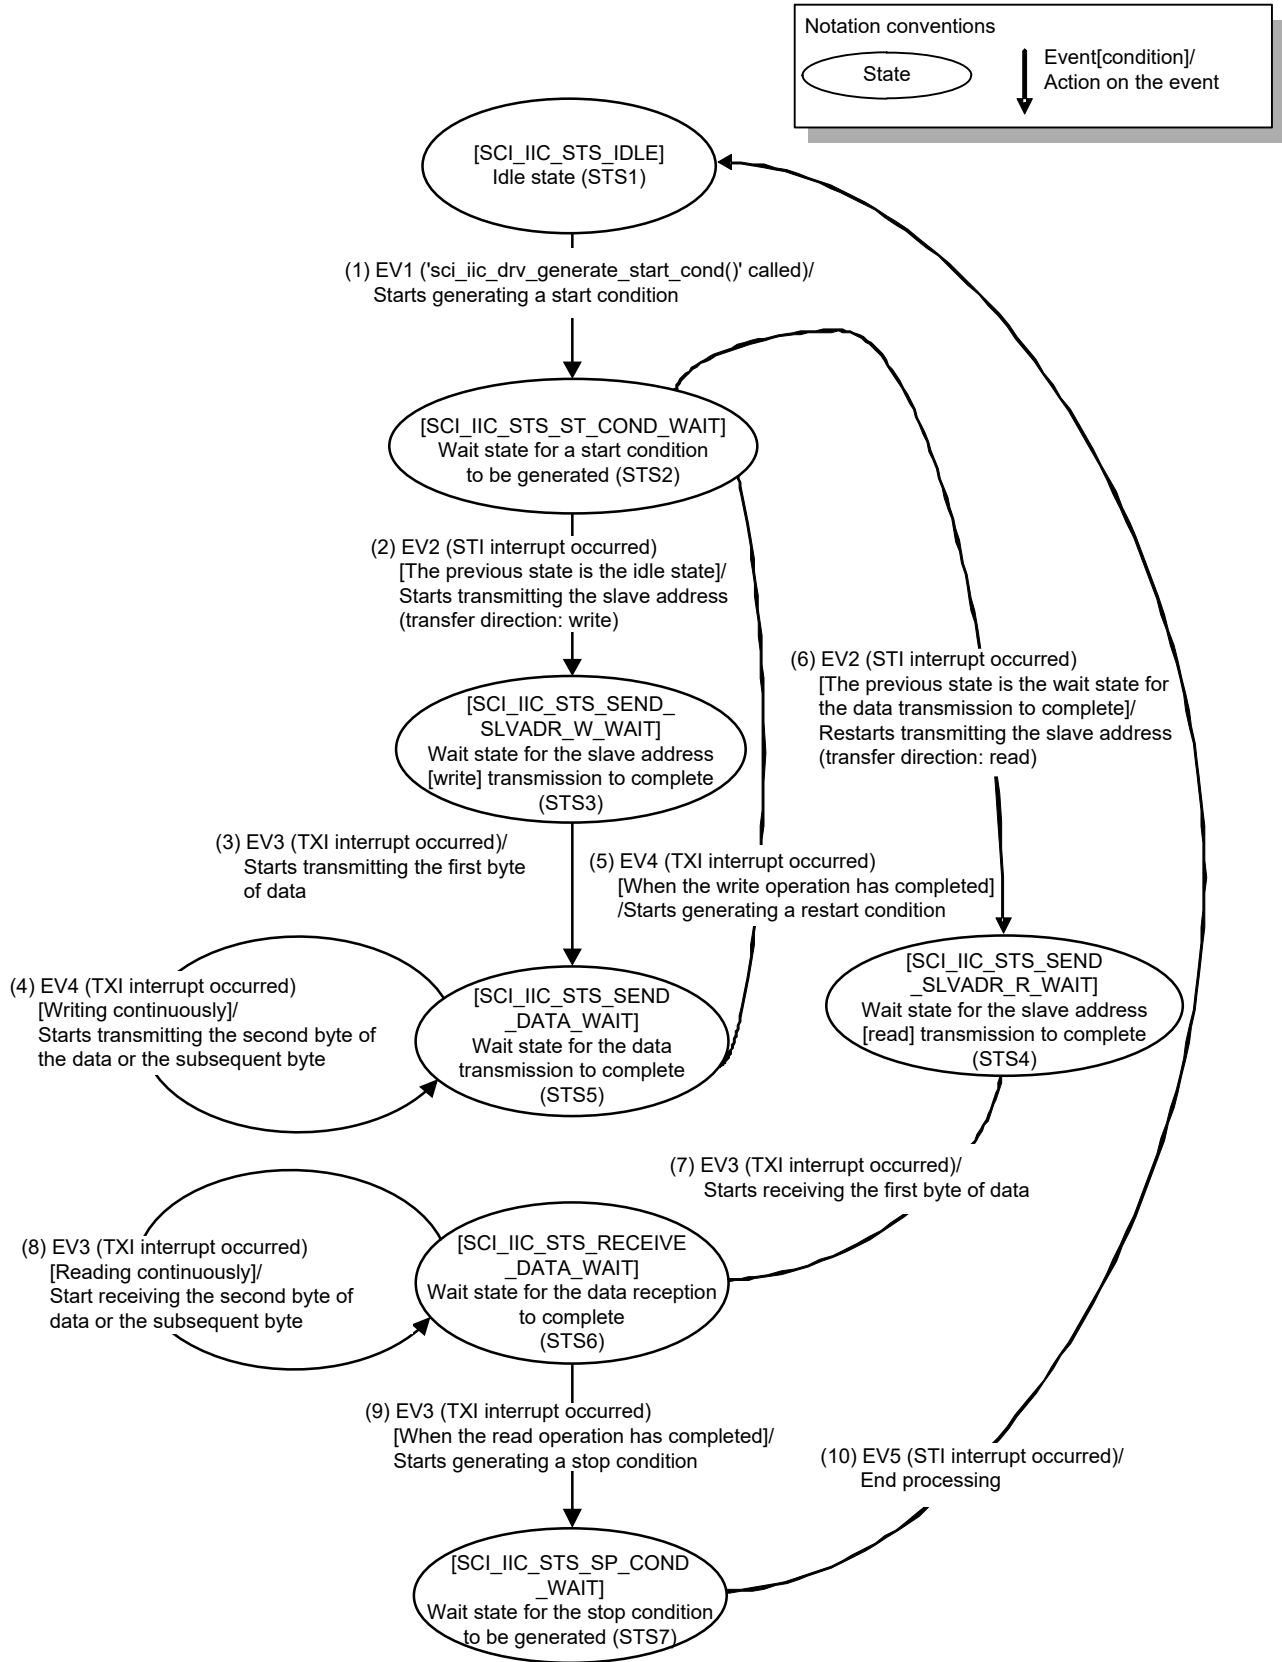 Notation conventions
State
Event[condition]/
Action on the event
[SCI_IIC_STS_IDLE]
Idle state (STS1)
(1) EV1 ('sci_iic_drv_generate_start_cond()' called)/
Starts generating a start condition
[SCI_IIC_STS_ST_COND_WAIT]
Wait state for a start condition
to be generated (STS2)
(2) EV2 (STI interrupt occurred)
[The previous state is the idle state]/
Starts transmitting the slave address
(transfer direction: write)
(6) EV2 (STI interrupt occurred)
[The previous state is the wait state for
the data transmission to complete]/
Restarts transmitting the slave address
(transfer direction: read)
[SCI_IIC_STS_SEND_
SLVADR_W_WAIT]
Wait state for the slave address
[write] transmission to complete
(STS3)
(3) EV3 (TXI interrupt occurred)/
Starts transmitting the first byte
of data
(5) EV4 (TXI interrupt occurred)
[When the write operation has completed]
/Starts generating a restart condition
(4) EV4 (TXI interrupt occurred)
[Writing continuously]/
Starts transmitting the second byte of
the data or the subsequent byte
[SCI_IIC_STS_SEND
_DATA_WAIT]
Wait state for the data
transmission to complete
(STS5)
[SCI_IIC_STS_SEND
_SLVADR_R_WAIT]
Wait state for the slave address
[read] transmission to complete
(STS4)
(7) EV3 (TXI interrupt occurred)/
Starts receiving the first byte of data
(8) EV3 (TXI interrupt occurred)
[Reading continuously]/
Start receiving the second byte of
data or the subsequent byte
[SCI_IIC_STS_RECEIVE
_DATA_WAIT]
Wait state for the data reception
to complete
(STS6)
(9) EV3 (TXI interrupt occurred)
[When the read operation has completed]/
Starts generating a stop condition
(10) EV5 (STI interrupt occurred)/
End processing
[SCI_IIC_STS_SP_COND
_WAIT]
Wait state for the stop condition
to be generated (STS7)